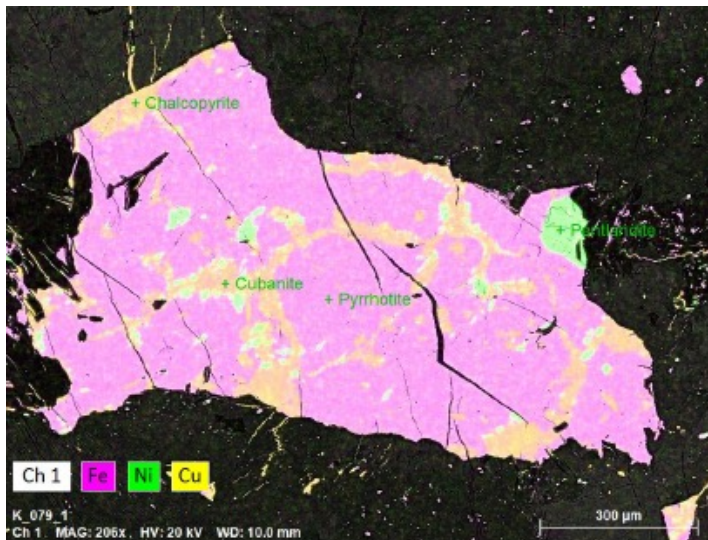 + Chalcopyrite
+ Pentlandite
+ Cubanite
+ Pyrrhotite
Ch 1 Fe Ni Cu
K_079_1
Ch 1 MAG: 206x HV: 20 kV WD: 10.0 mm
300 µm